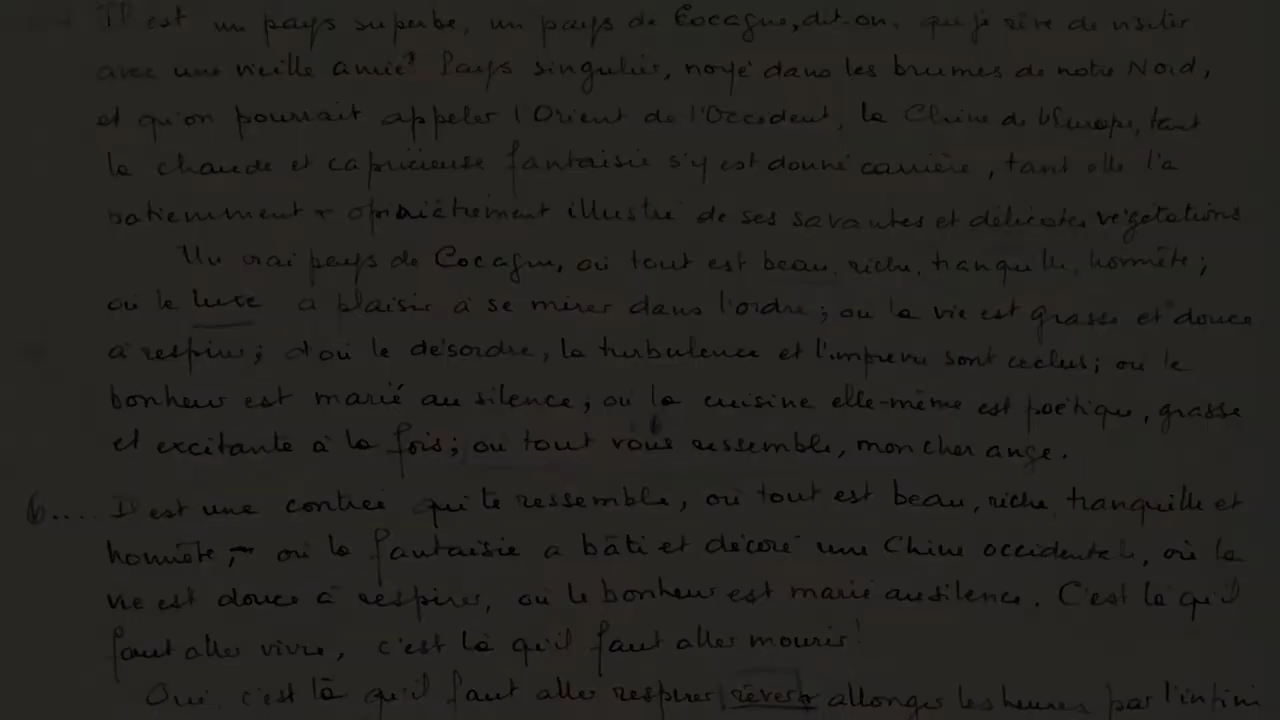 Il est un pays superbe, un pays de Cocagne, dit-on, que je rêve de visiter
avec une vieille amie. Pays singulier, noyé dans les brumes de notre Nord,
et qu'on pourrait appeler l'Orient de l'Occident, la Chine de l'Europe, tant
la chaude et capricieuse fantaisie s'y est donné carrière, tant elle l'a
patiemment et opiniâtrement illustré de ses savantes et délicates végétations
Un vrai pays de Cocagne, où tout est beau, riche, tranquille, honnête;
où le luxe a plaisir à se mirer dans l'ordre; où la vie est grasse et douce
à respirer; d'où le désordre, la turbulence et l'imprévu sont exclus; où le
bonheur est marié au silence; où la cuisine elle-même est poétique, grasse
et excitante à la fois; où tout vous ressemble, mon cher ange.
6.... Il est une contrée qui te ressemble, où tout est beau, riche, tranquille et
honnête, où la fantaisie a bâti et décoré une Chine occidentale, où la
vie est douce à respirer, où le bonheur est marié au silence. C'est là qu'il
faut aller vivre, c'est là qu'il faut aller mourir!
Oui, c'est là qu'il faut aller respirer, rêver et allonger les heures par l'infini